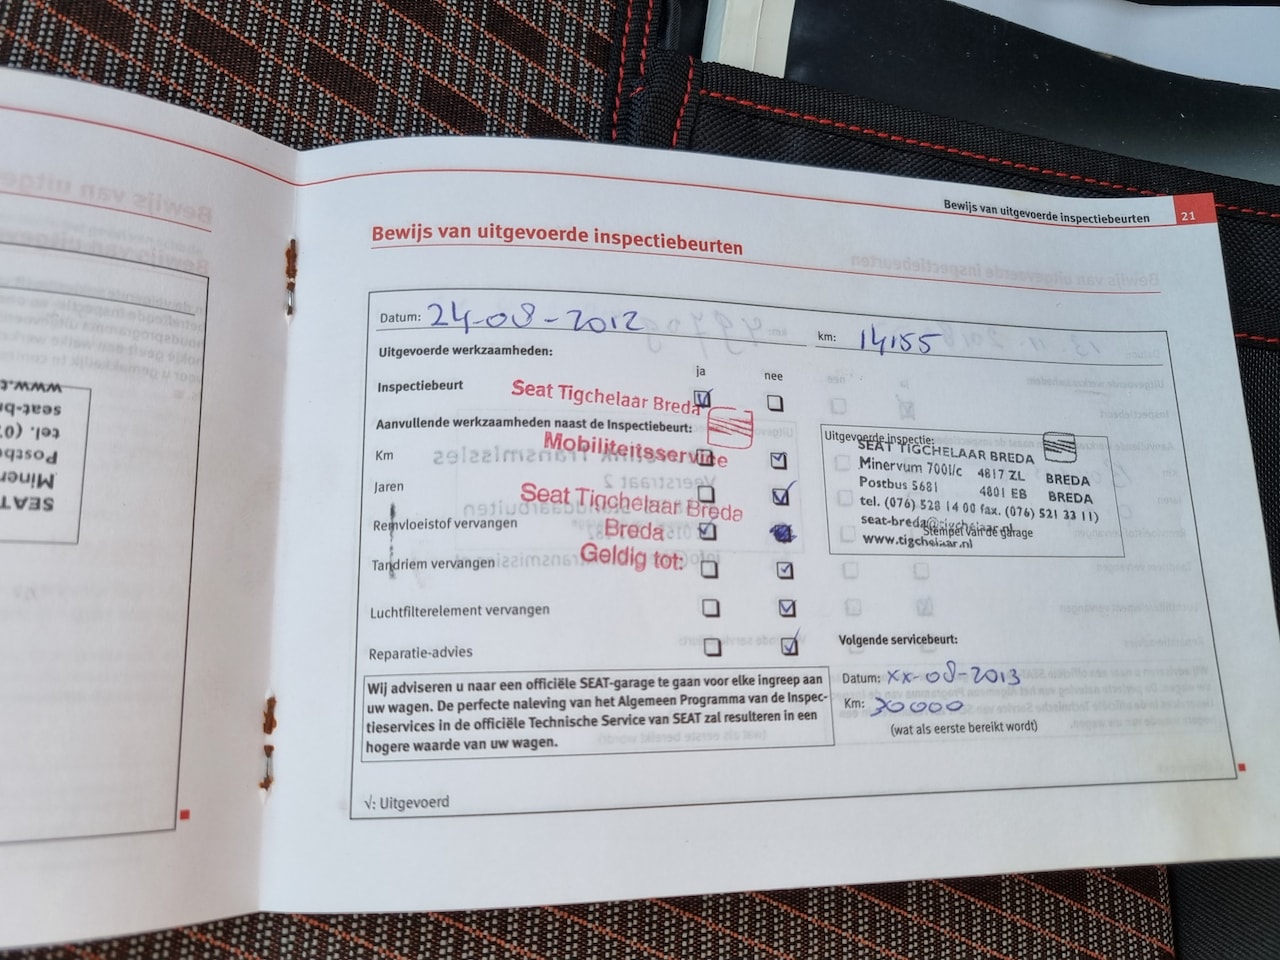 Bewijs van uitgevoerde inspectiebeurten 21
Bewijs van uitgevoerde inspectiebeurten
Datum: 24-08-2012 km: 14155
Uitgevoerde werkzaamheden:
ja nee
Inspectiebeurt
Seat Tigchelaar Breda
Aanvullende werkzaamheden naast de Inspectiebeurt:
Mobiliteitsservice
Km
Jaren
Seat Tigchelaar Breda
Remvloeistof vervangen
Breda
Geldig tot:
Tandriem vervangen
Luchtfilterelement vervangen
Reparatie-advies
Uitgevoerde inspectie:
SEAT TIGCHELAAR BREDA
Minervum 7001/c 4817 ZL BREDA
Postbus 5681 4801 EB BREDA
tel. (076) 528 14 00 fax. (076) 521 33 11)
seat-breda@tigchelaar.nl
Stempel van de garage
www.tigchelaar.nl
Volgende servicebeurt:
Datum: xx-08-2013
Km: 30000
(wat als eerste bereikt wordt)
Wij adviseren u naar een officiële SEAT-garage te gaan voor elke ingreep aan
uw wagen. De perfecte naleving van het Algemeen Programma van de Inspec-
tieservices in de officiële Technische Service van SEAT zal resulteren in een
hogere waarde van uw wagen.
√: Uitgevoerd